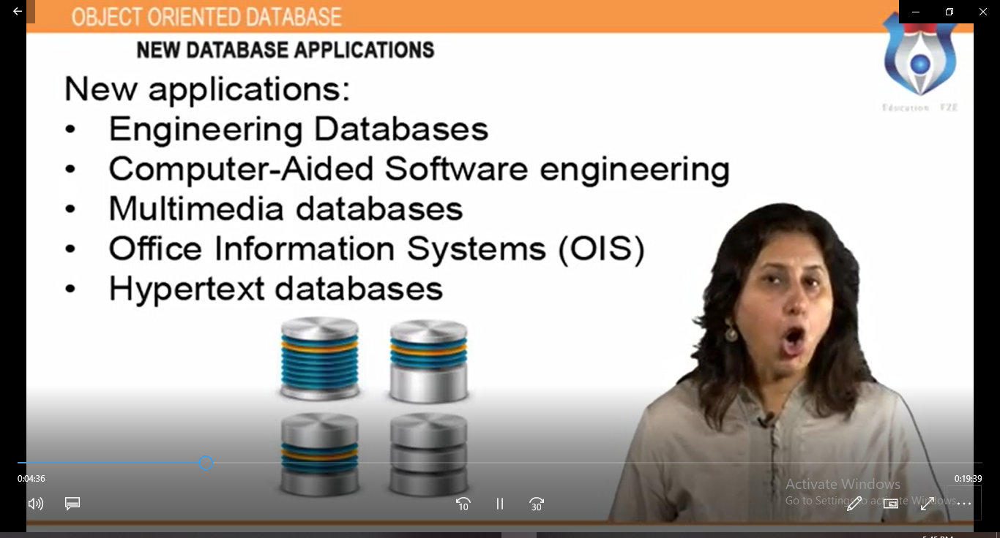 OBJECT ORIENTED DATABASE
NEW DATABASE APPLICATIONS
New applications:
• Engineering Databases
• Computer-Aided Software engineering
• Multimedia databases
• Office Information Systems (OIS)
• Hypertext databases
Education FZE
0:04:36
0:19:39
10
30
Activate Windows
Go to Settings to activate Windows.